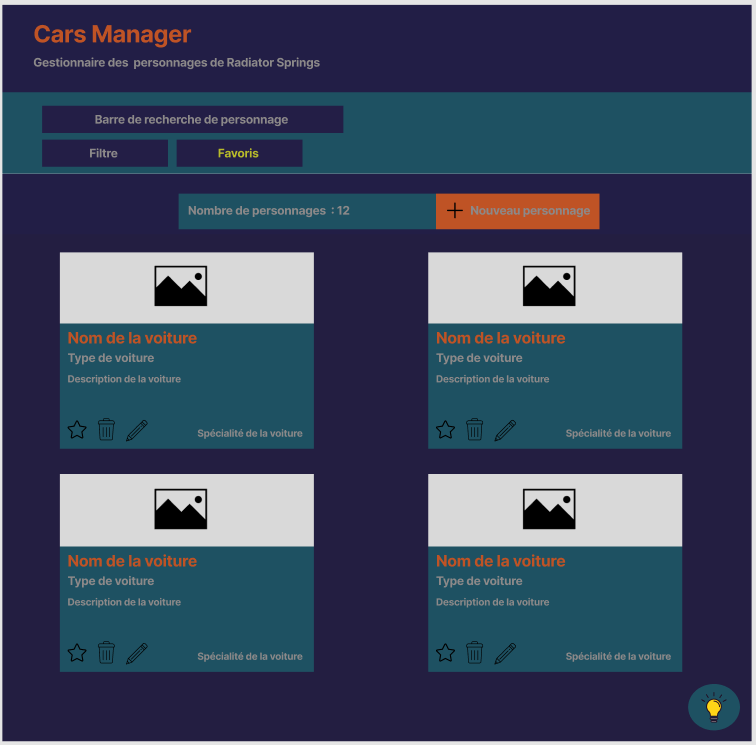 Cars Manager
Gestionnaire des personnages de Radiator Springs
Barre de recherche de personnage
Filtre
Favoris
Nombre de personnages : 12
Nouveau personnage
Nom de la voiture
Type de voiture
Description de la voiture
Spécialité de la voiture
Nom de la voiture
Type de voiture
Description de la voiture
Spécialité de la voiture
Nom de la voiture
Type de voiture
Description de la voiture
Spécialité de la voiture
Nom de la voiture
Type de voiture
Description de la voiture
Spécialité de la voiture